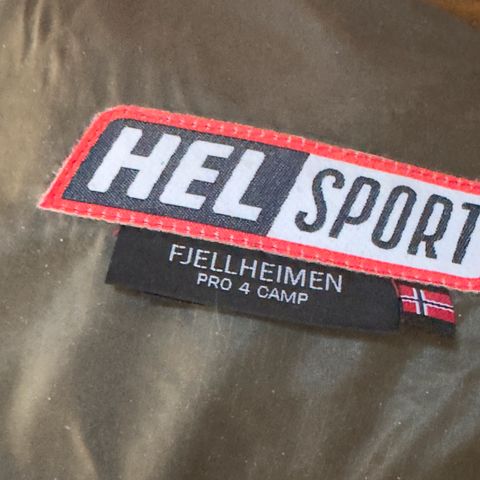 HEL SPORT
FJELLHEIMEN
PRO 4 CAMP